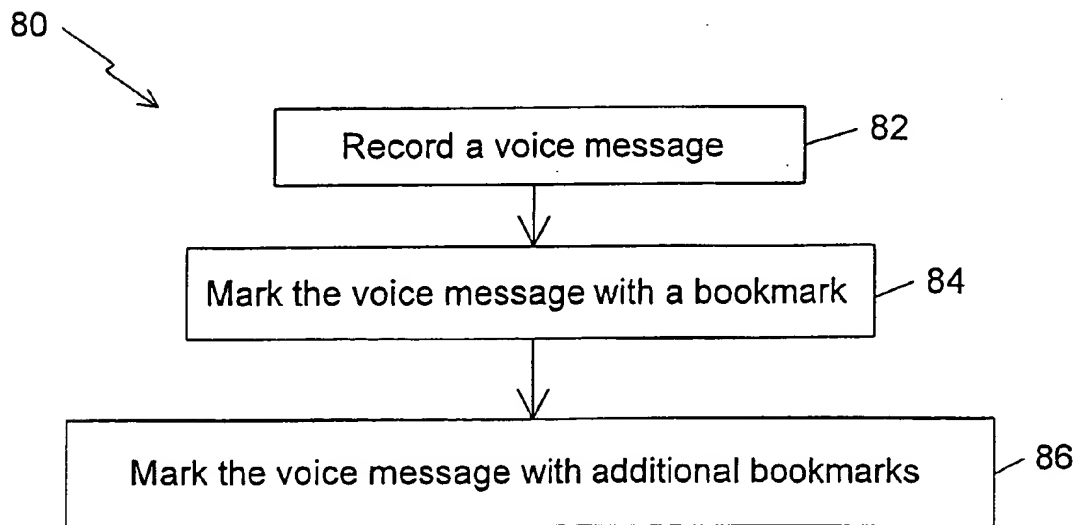 80
Record a voice message
82
Mark the voice message with a bookmark
84
Mark the voice message with additional bookmarks
86